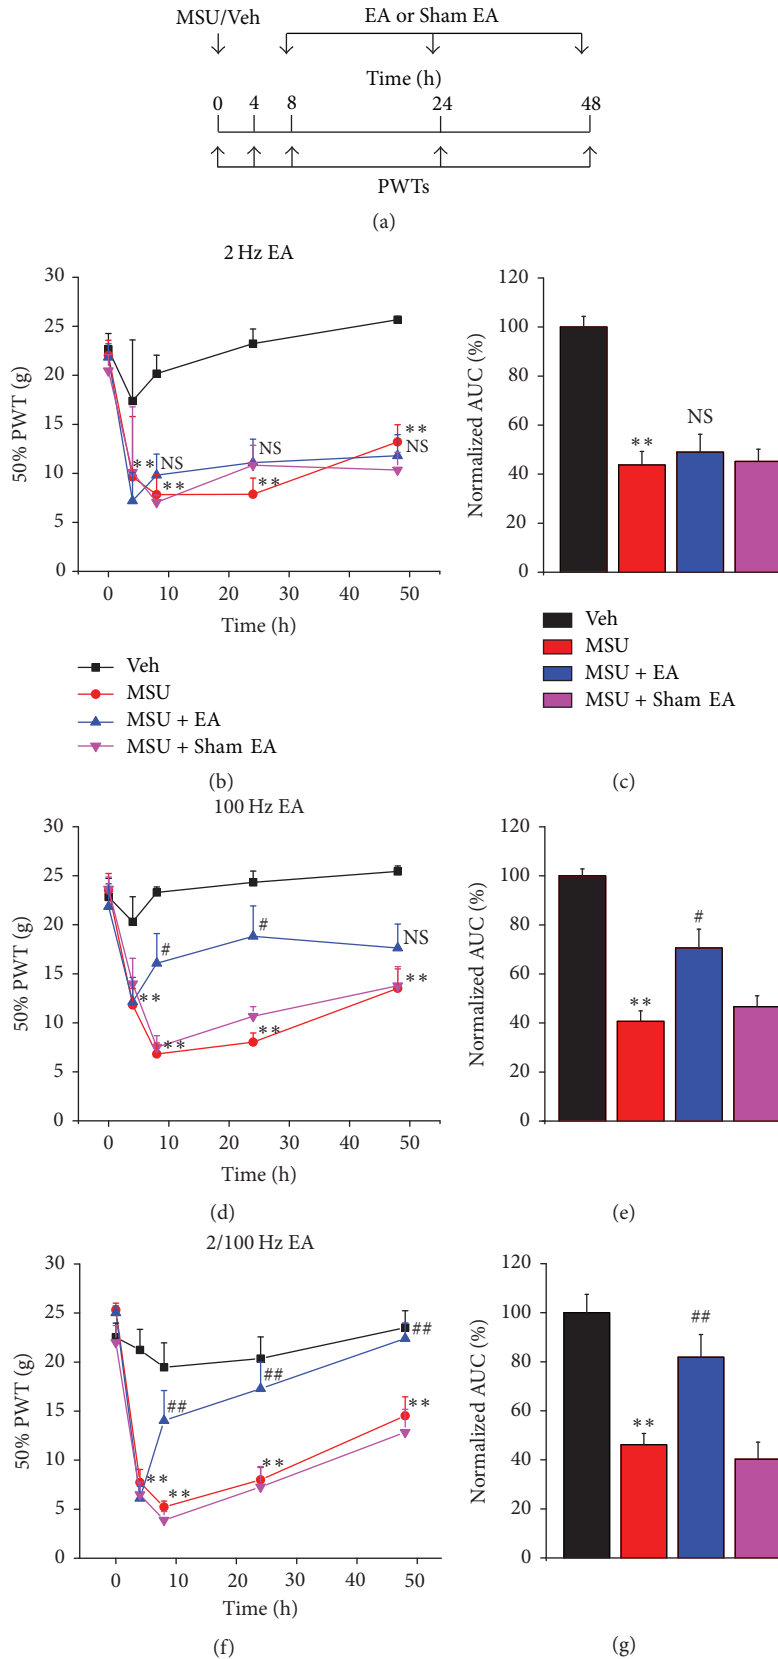 MSU/Veh EA or Sham EA
Time (h)
0 4 8 24 48
PWTs
(a)
2 Hz EA
30
25
20
15
10
5
0
50% PWT (g)
** NS ** NS ** ** NS
0 10 20 30 40 50
Time (h)
Veh
MSU
MSU + EA
MSU + Sham EA
(b)
120
100
80
60
40
20
0
Normalized AUC (%)
** NS
Veh
MSU
MSU + EA
MSU + Sham EA
(c)
100 Hz EA
30
25
20
15
10
5
0
50% PWT (g)
** # ** # ** NS **
0 10 20 30 40 50
Time (h)
(d)
120
100
80
60
40
20
0
Normalized AUC (%)
** #
(e)
2/100 Hz EA
30
25
20
15
10
5
0
50% PWT (g)
** ## ** ## ** ## **
0 10 20 30 40 50
Time (h)
(f)
120
100
80
60
40
20
0
Normalized AUC (%)
** ##
(g)